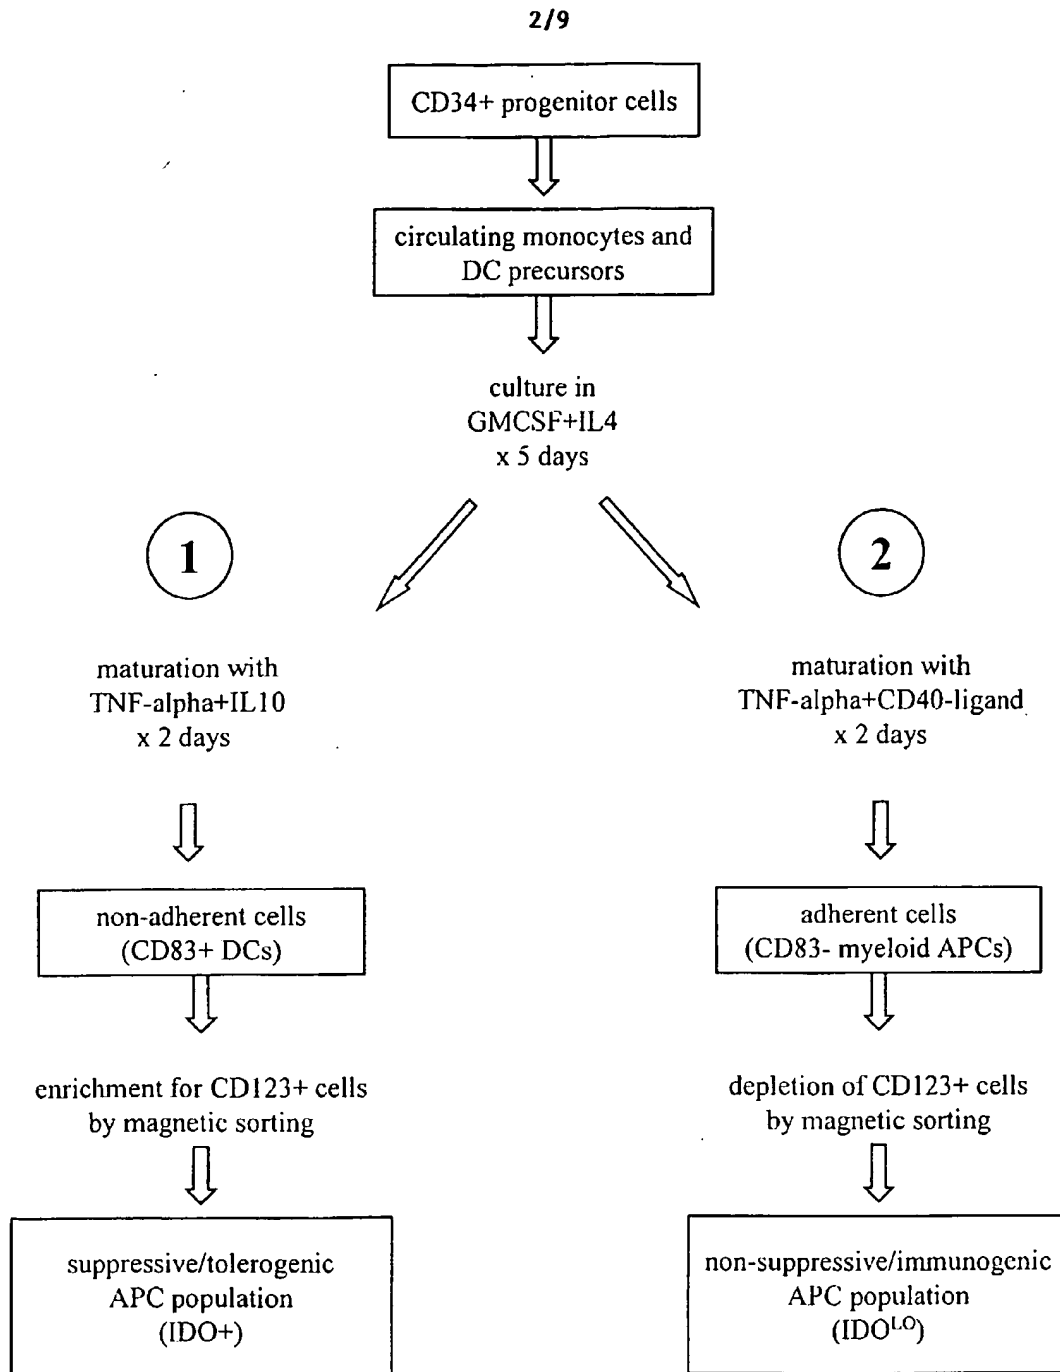 2/9
CD34+ progenitor cells
circulating monocytes and
DC precursors
culture in
GMCSF+IL4
x 5 days
1
maturation with
TNF-alpha+IL10
x 2 days
non-adherent cells
(CD83+ DCs)
enrichment for CD123+ cells
by magnetic sorting
suppressive/tolerogenic
APC population
(IDO+)
2
maturation with
TNF-alpha+CD40-ligand
x 2 days
adherent cells
(CD83- myeloid APCs)
depletion of CD123+ cells
by magnetic sorting
non-suppressive/immunogenic
APC population
(IDO^LO)